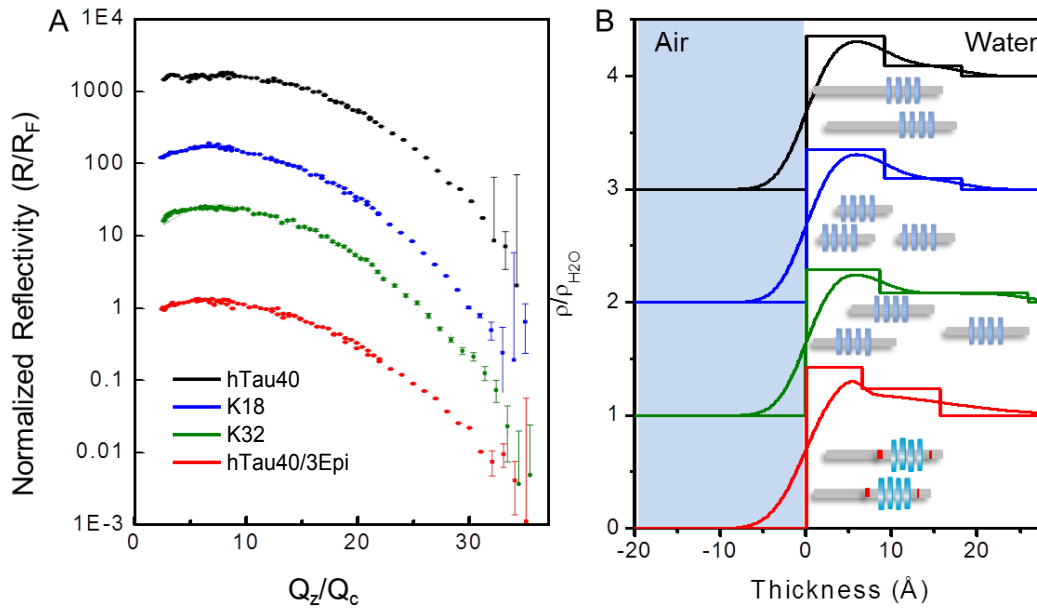 A
1E4
1000
100
10
1
0.1
0.01
1E-3
Normalized Reflectivity (R/R_F)
hTau40
K18
K32
hTau40/3Epi
0 10 20 30
Q_z/Q_c
B
Air
Water
4
3
2
1
0
ρ/ρ_H2O
-20 -10 0 10 20
Thickness (Å)